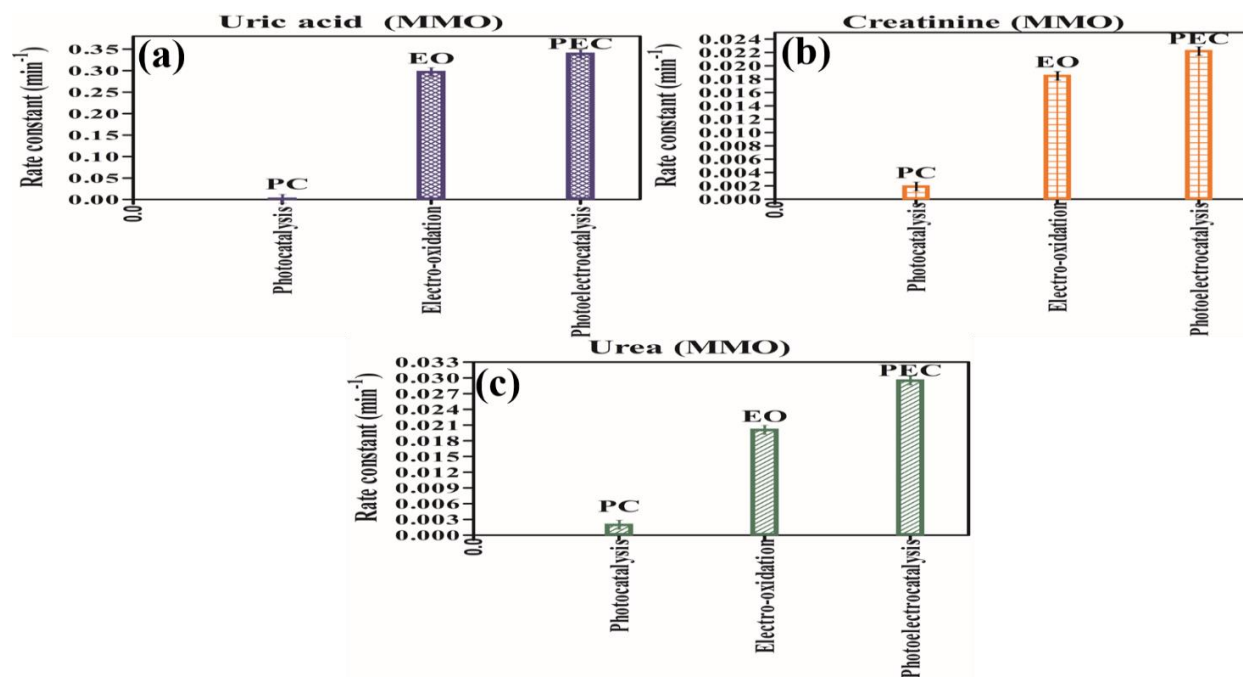 Uric acid (MMO)
(a)
Rate constant (min-1)
0.35
0.30
0.25
0.20
0.15
0.10
0.05
0.00
PC
EO
PEC
0.0
Photocatalysis
Electro-oxidation
Photoelectrocatalysis
Creatinine (MMO)
(b)
Rate constant (min-1)
0.024
0.022
0.020
0.018
0.016
0.014
0.012
0.010
0.008
0.006
0.004
0.002
0.000
PC
EO
PEC
0.0
Photocatalysis
Electro-oxidation
Photoelectrocatalysis
Urea (MMO)
(c)
Rate constant (min-1)
0.033
0.030
0.027
0.024
0.021
0.018
0.015
0.012
0.009
0.006
0.003
0.000
PC
EO
PEC
0.0
Photocatalysis
Electro-oxidation
Photoelectrocatalysis